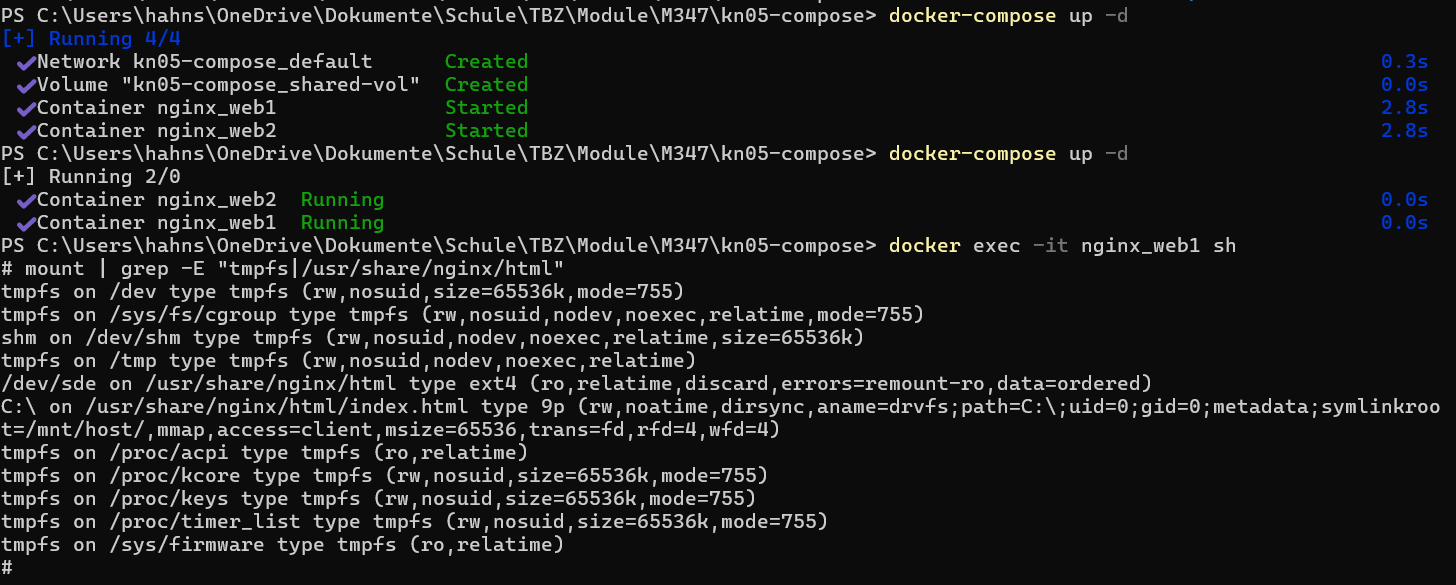 PS C:\Users\hahns\OneDrive\Dokumente\Schule\TBZ\Module\M347\kn05-compose> docker-compose up -d
[+] Running 4/4
✔Network kn05-compose_default Created 0.3s
✔Volume "kn05-compose_shared-vol" Created 0.0s
✔Container nginx_web1 Started 2.8s
✔Container nginx_web2 Started 2.8s
PS C:\Users\hahns\OneDrive\Dokumente\Schule\TBZ\Module\M347\kn05-compose> docker-compose up -d
[+] Running 2/0
✔Container nginx_web2 Running 0.0s
✔Container nginx_web1 Running 0.0s
PS C:\Users\hahns\OneDrive\Dokumente\Schule\TBZ\Module\M347\kn05-compose> docker exec -it nginx_web1 sh
# mount | grep -E "tmpfs|/usr/share/nginx/html"
tmpfs on /dev type tmpfs (rw,nosuid,size=65536k,mode=755)
tmpfs on /sys/fs/cgroup type tmpfs (rw,nosuid,nodev,noexec,relatime,mode=755)
shm on /dev/shm type tmpfs (rw,nosuid,nodev,noexec,relatime,size=65536k)
tmpfs on /tmp type tmpfs (rw,nosuid,nodev,noexec,relatime)
/dev/sde on /usr/share/nginx/html type ext4 (ro,relatime,discard,errors=remount-ro,data=ordered)
C:\ on /usr/share/nginx/html/index.html type 9p (rw,noatime,dirsync,aname=drvfs;path=C:\;uid=0;gid=0;metadata;symlinkroo
t=/mnt/host/,mmap,access=client,msize=65536,trans=fd,rfd=4,wfd=4)
tmpfs on /proc/acpi type tmpfs (ro,relatime)
tmpfs on /proc/kcore type tmpfs (rw,nosuid,size=65536k,mode=755)
tmpfs on /proc/keys type tmpfs (rw,nosuid,size=65536k,mode=755)
tmpfs on /proc/timer_list type tmpfs (rw,nosuid,size=65536k,mode=755)
tmpfs on /sys/firmware type tmpfs (ro,relatime)
#